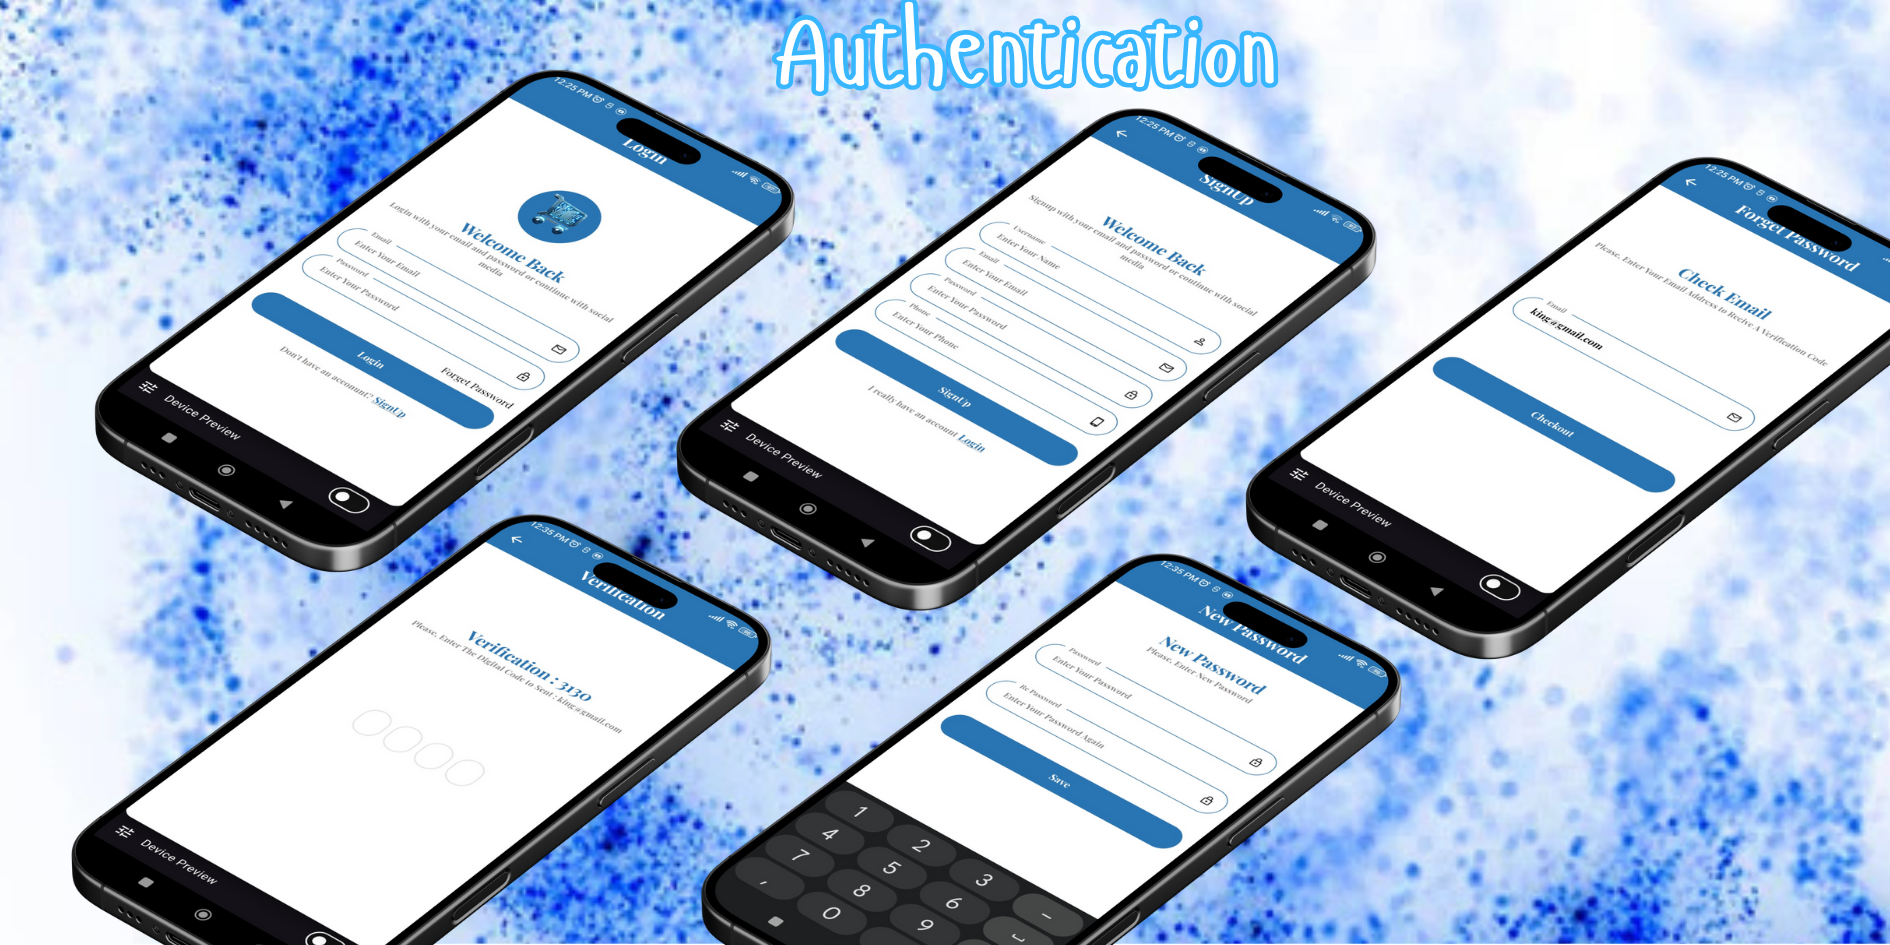 Authentication
12:25 PM
Login
Welcome Back
Login with your email and password or continue with social
media
Email
Enter Your Email
Password
Enter Your Password
Forget Password
Login
Don't have an accounnt? SignUp
Device Preview
12:25 PM
SignUp
Welcome Back
Signup with your email and password or continue with social
media
Username
Enter Your Name
Email
Enter Your Email
Password
Enter Your Password
Phone
Enter Your Phone
SignUp
I really have an account Login
Device Preview
12:25 PM
Forget Password
Check Email
Please, Enter Your Email Address to Recive A Verification Code
Email
king@gmail.com
Checkout
Device Preview
12:35 PM
Verification
Verification : 3130
Please, Enter The Digital Code to Sent : king@gmail.com
Device Preview
12:35 PM
New Password
New Password
Please, Enter New Password
Password
Enter Your Password
Re Password
Enter Your Password Again
Save
1 2 3 -
4 5 6
7 8 9
, 0